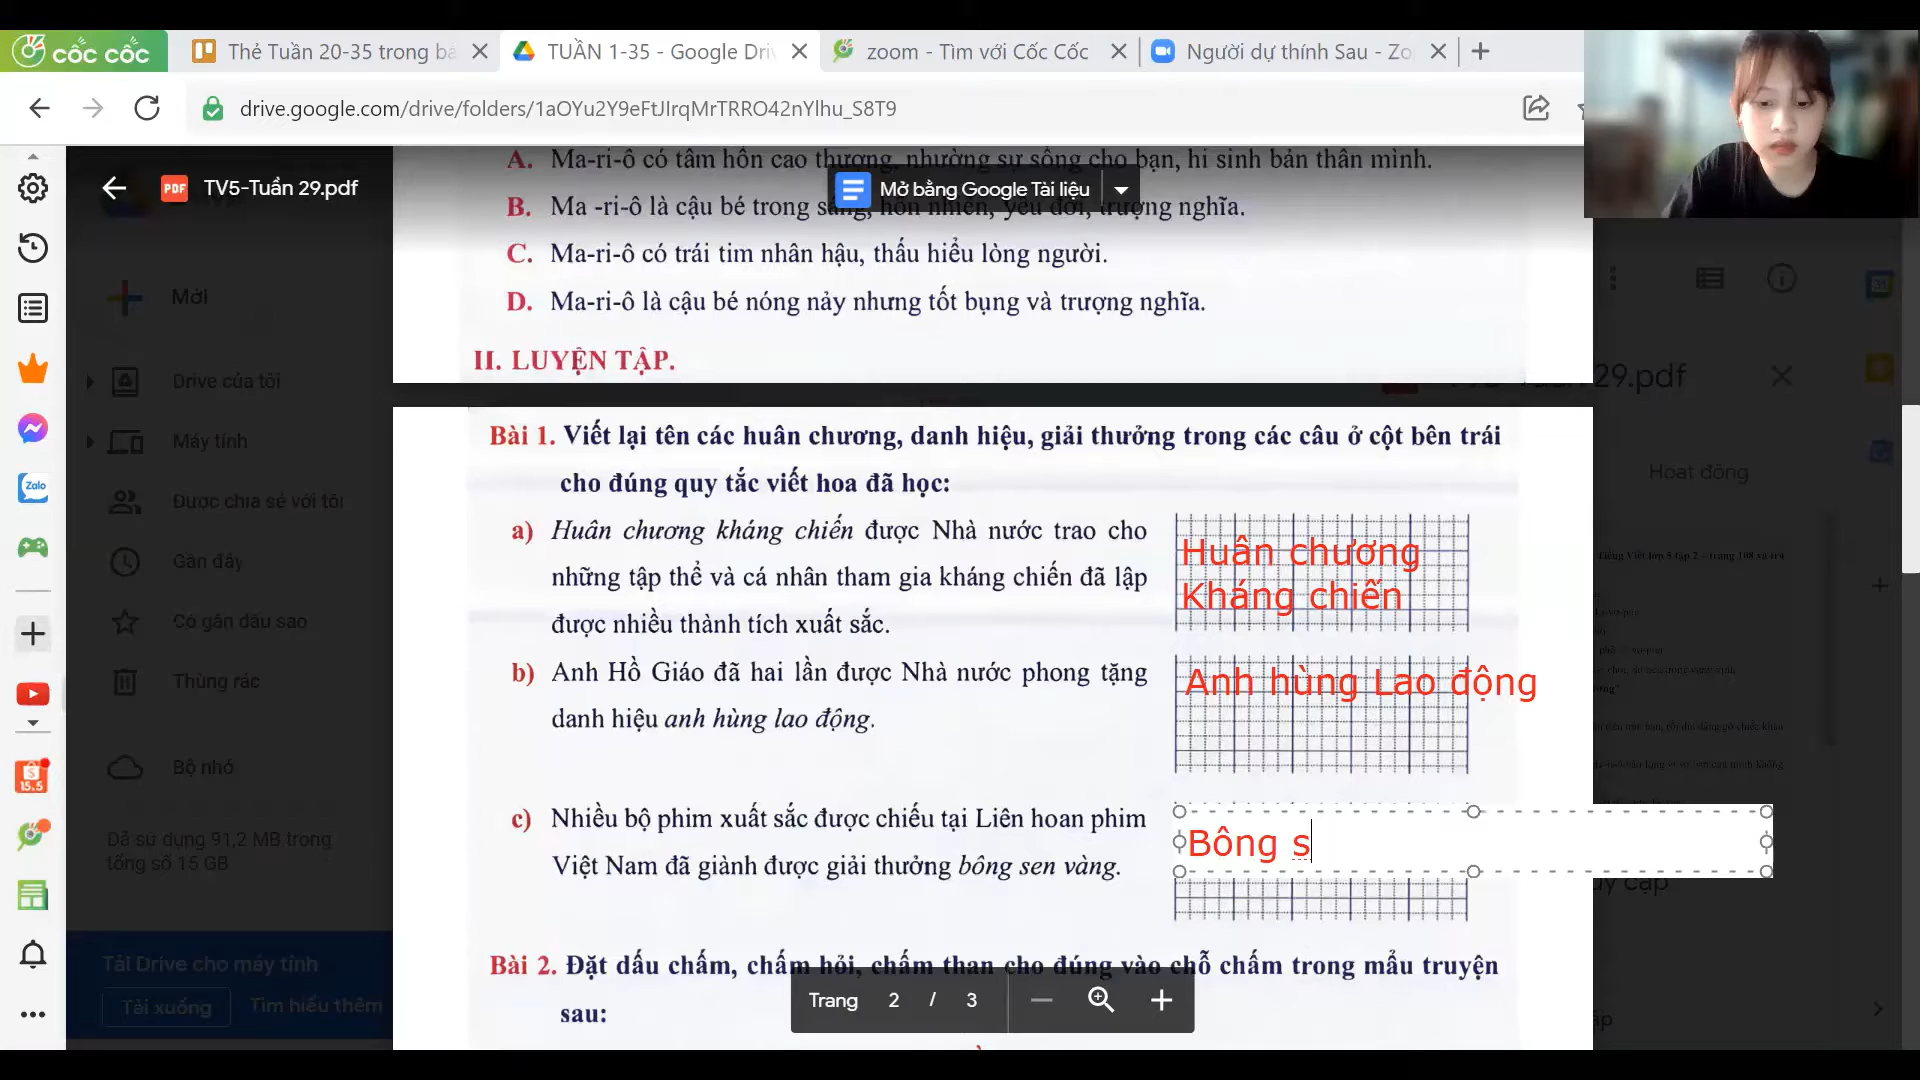 cốc cốc
Thẻ Tuần 20-35 trong bả
TUẦN 1-35 - Google Driv
zoom - Tìm với Cốc Cốc
Người dự thính Sau - Zo
drive.google.com/drive/folders/1aOYu2Y9eFtJIrqMrTRRO42nYlhu_S8T9
TV5-Tuần 29.pdf
Mở bằng Google Tài liệu
A. Ma-ri-ô có tâm hồn cao thượng, nhường sự sống cho bạn, hi sinh bản thân mình.
B. Ma -ri-ô là cậu bé trong sáng, hồn nhiên, yêu đời, trượng nghĩa.
C. Ma-ri-ô có trái tim nhân hậu, thấu hiểu lòng người.
D. Ma-ri-ô là cậu bé nóng nảy nhưng tốt bụng và trượng nghĩa.
II. LUYỆN TẬP.
Bài 1. Viết lại tên các huân chương, danh hiệu, giải thưởng trong các câu ở cột bên trái
cho đúng quy tắc viết hoa đã học:
a) Huân chương kháng chiến được Nhà nước trao cho
những tập thể và cá nhân tham gia kháng chiến đã lập
được nhiều thành tích xuất sắc.
Huân chương
Kháng chiến
b) Anh Hồ Giáo đã hai lần được Nhà nước phong tặng
danh hiệu anh hùng lao động.
Anh hùng Lao động
c) Nhiều bộ phim xuất sắc được chiếu tại Liên hoan phim
Việt Nam đã giành được giải thưởng bông sen vàng.
Bông s
Bài 2. Đặt dấu chấm, chấm hỏi, chấm than cho đúng vào chỗ chấm trong mẩu truyện
sau:
Trang 2 / 3
Mới
Drive của tôi
Máy tính
Được chia sẻ với tôi
Gần đây
Có gắn dấu sao
Thùng rác
Bộ nhớ
Đã sử dụng 91,2 MB trong
tổng số 15 GB
Tải Drive cho máy tính
Tải xuống
Tìm hiểu thêm
Zalo
15.5
29.pdf
Hoạt động
31